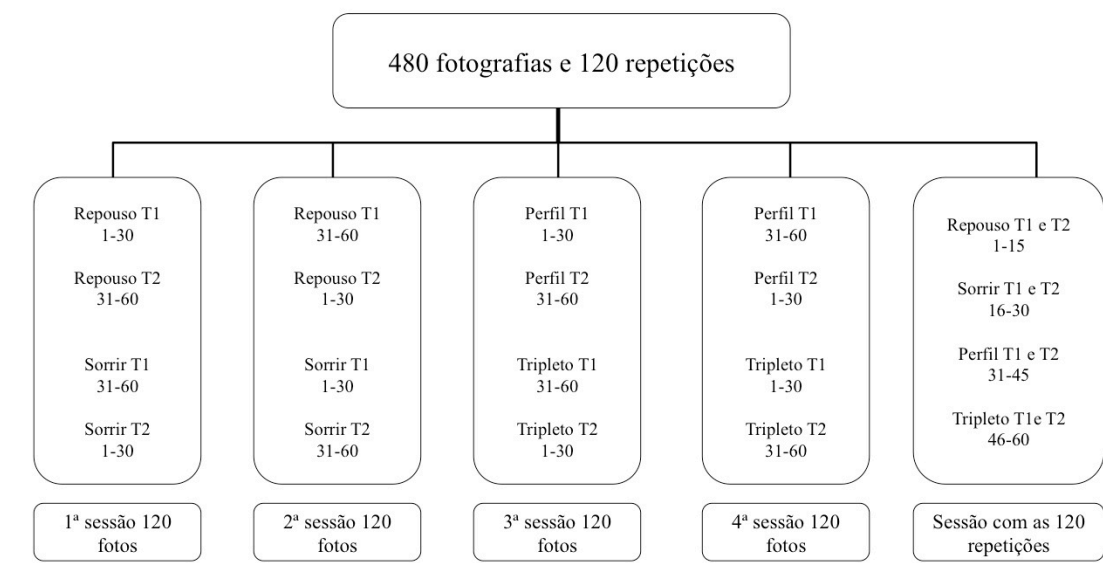 480 fotografias e 120 repetições
Repouso T1
1-30
Repouso T2
31-60
Sorrir T1
31-60
Sorrir T2
1-30
Repouso T1
31-60
Repouso T2
1-30
Sorrir T1
1-30
Sorrir T2
31-60
Perfil T1
1-30
Perfil T2
31-60
Tripleto T1
31-60
Tripleto T2
1-30
Perfil T1
31-60
Perfil T2
1-30
Tripleto T1
1-30
Tripleto T2
31-60
Repouso T1 e T2
1-15
Sorrir T1 e T2
16-30
Perfil T1 e T2
31-45
Tripleto T1e T2
46-60
1ª sessão 120
fotos
2ª sessão 120
fotos
3ª sessão 120
fotos
4ª sessão 120
fotos
Sessão com as 120
repetições